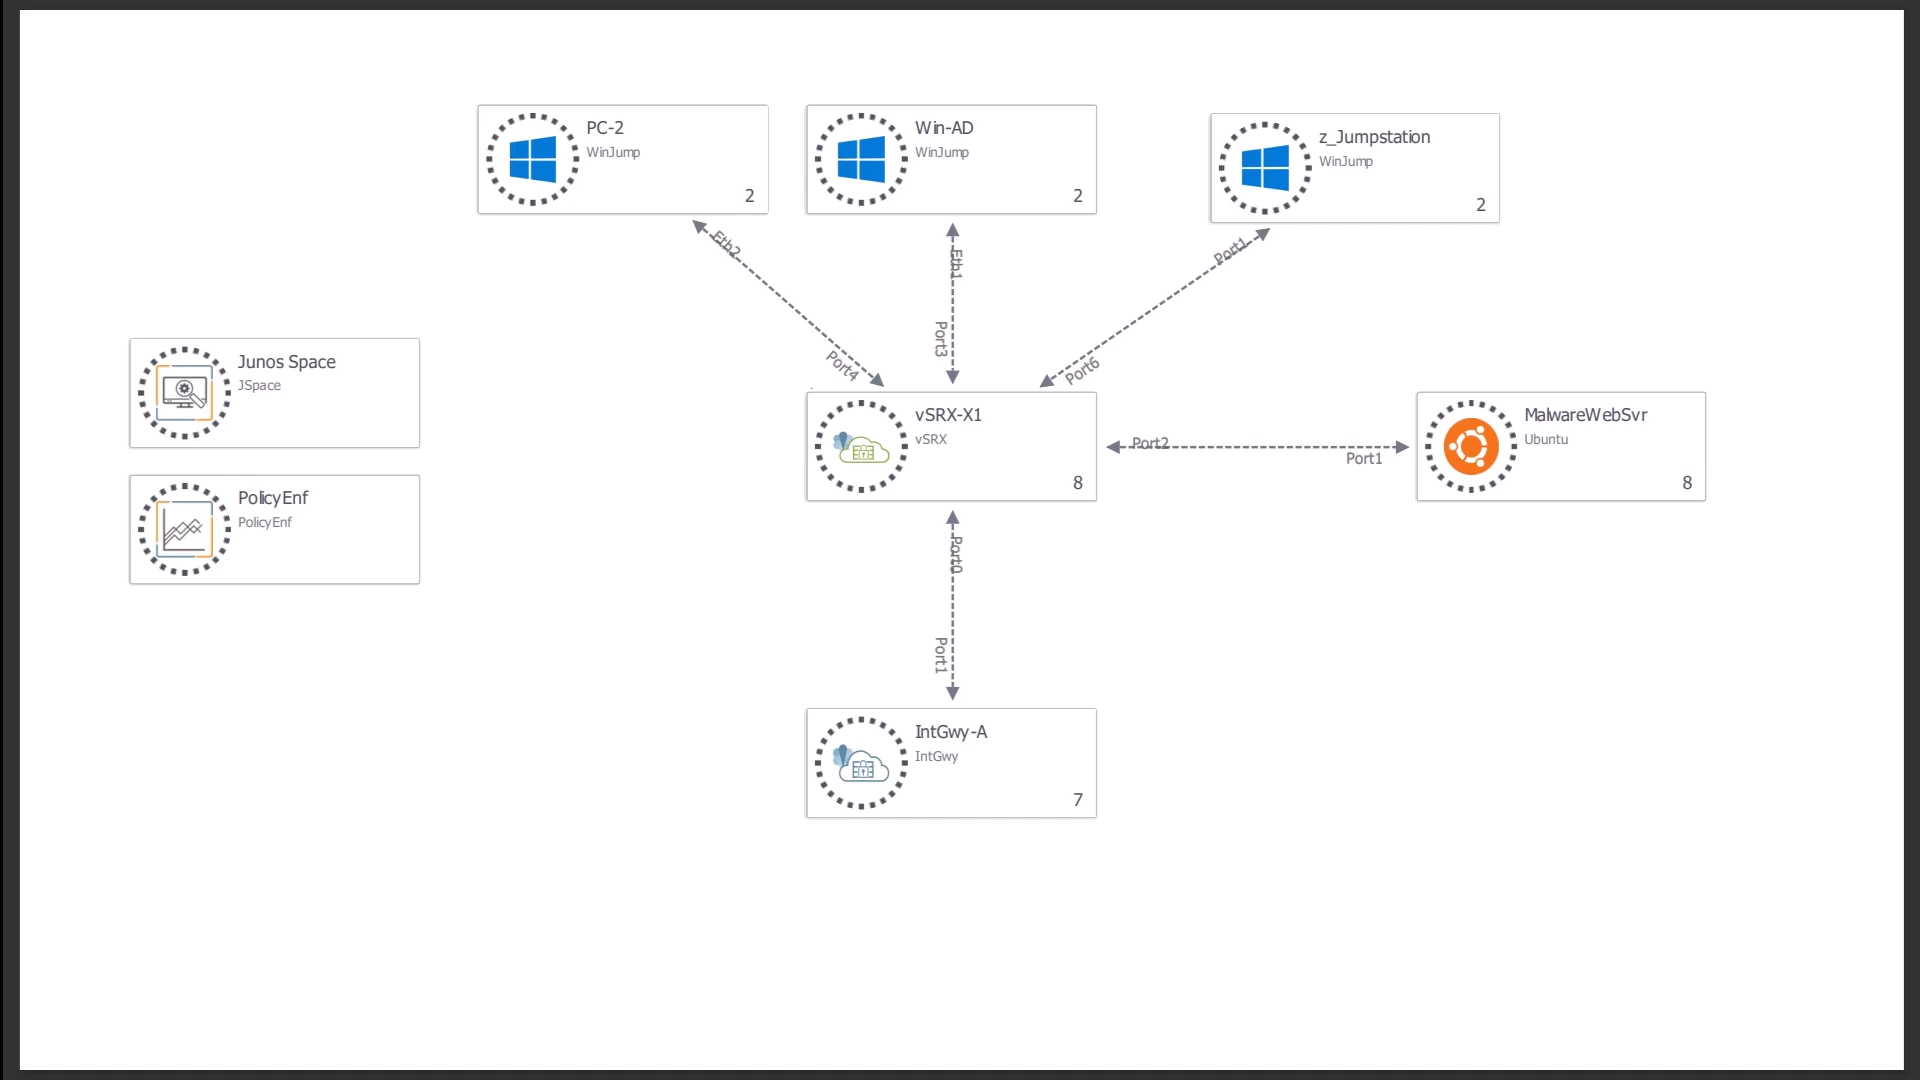 PC-2
WinJump
2
Win-AD
WinJump
2
z_Jumpstation
WinJump
2
Eth2
Eth1
Port1
Port4
Port3
Port6
Junos Space
JSpace
PolicyEnf
PolicyEnf
vSRX-X1
vSRX
8
Port2
Port1
MalwareWebSvr
Ubuntu
8
Port0
Port1
IntGwy-A
IntGwy
7